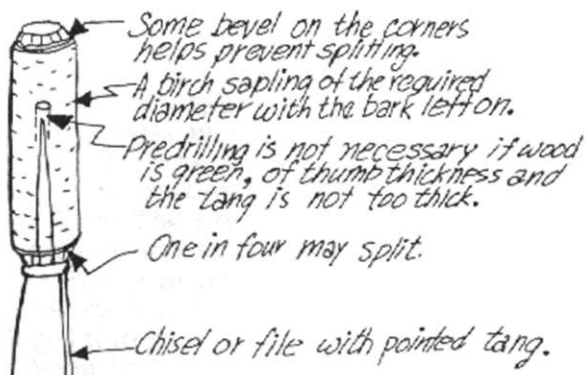 Some bevel on the corners
helps prevent splitting.
A birch sapling of the required
diameter with the bark left on.
Predrilling is not necessary if wood
is green, of thumb thickness and
the tang is not too thick.
One in four may split.
Chisel or file with pointed tang.